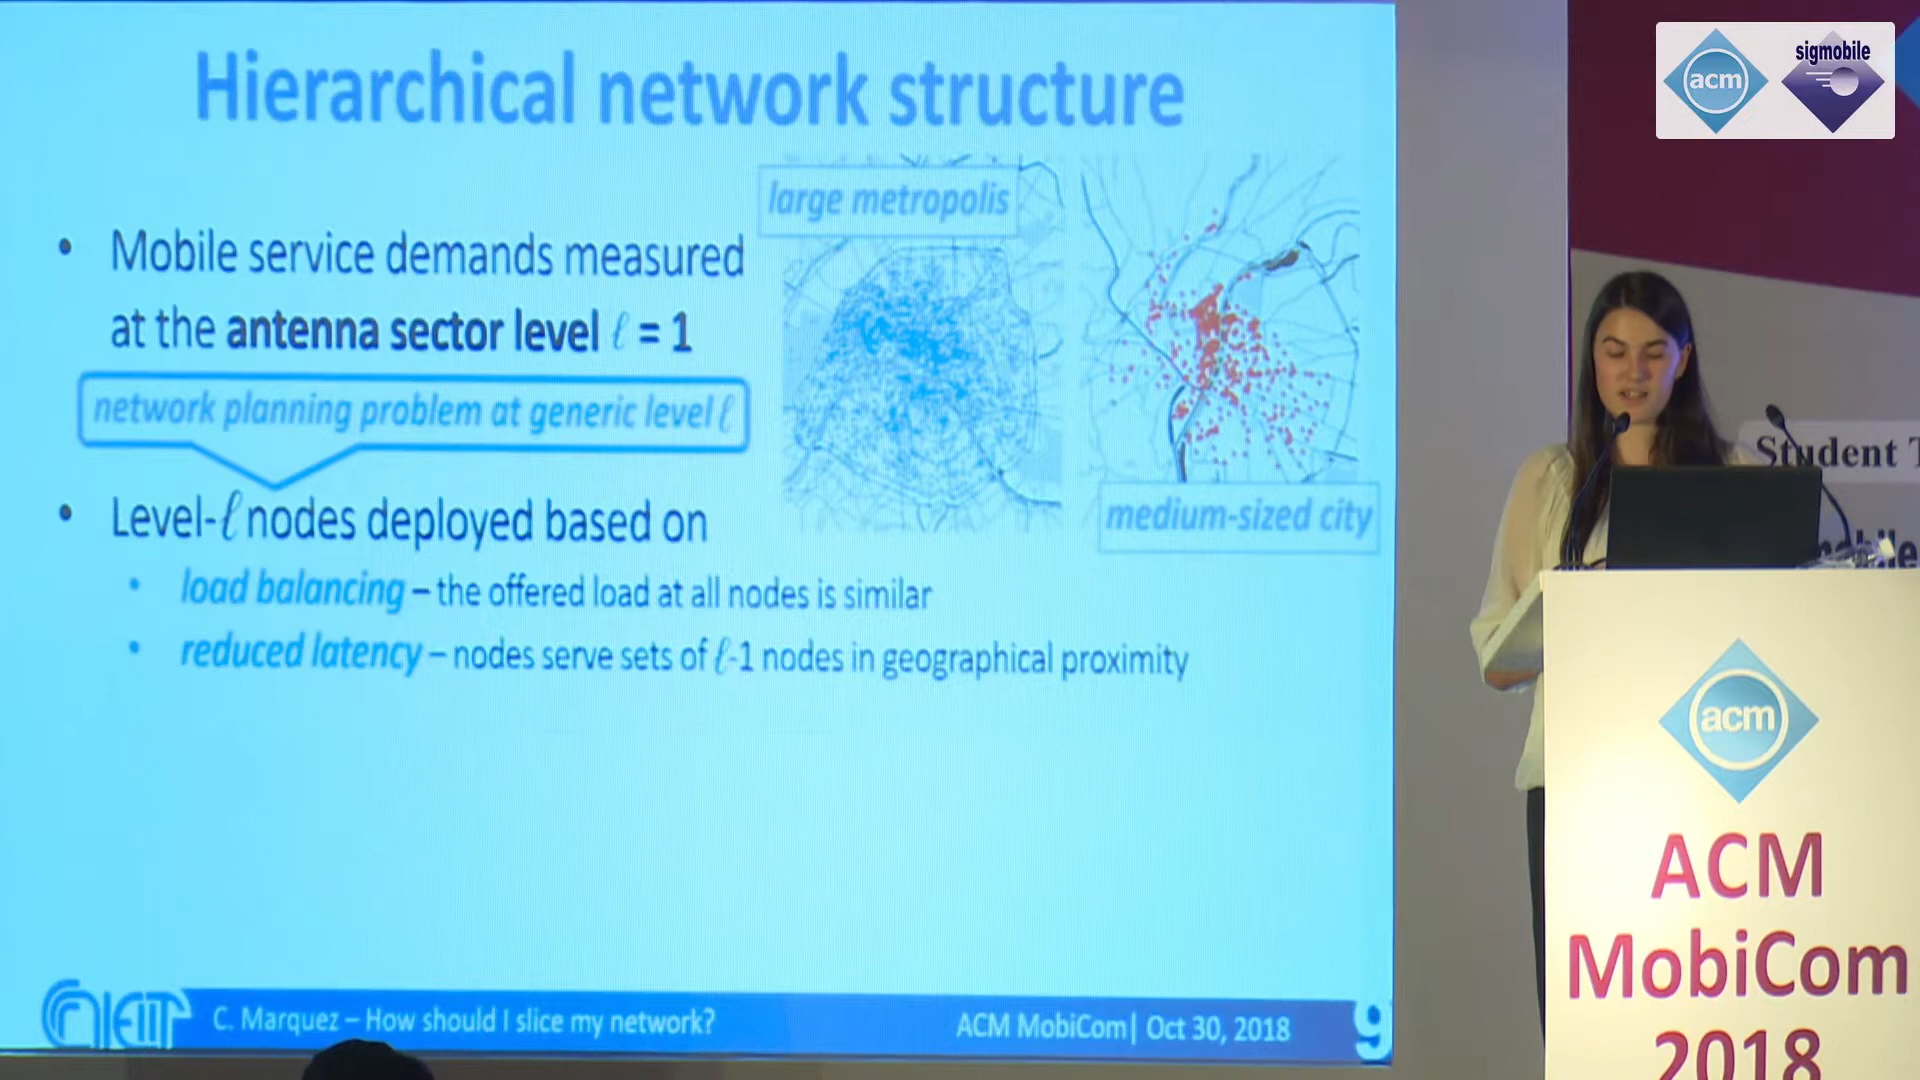 Hierarchical network structure
large metropolis
• Mobile service demands measured
at the antenna sector level ℓ = 1
network planning problem at generic level ℓ
medium-sized city
• Level-ℓ nodes deployed based on
• load balancing – the offered load at all nodes is similar
• reduced latency – nodes serve sets of ℓ-1 nodes in geographical proximity
C. Marquez – How should I slice my network?
ACM MobiCom| Oct 30, 2018
9
acm
sigmobile
Student T
acm
ACM
MobiCom
2018